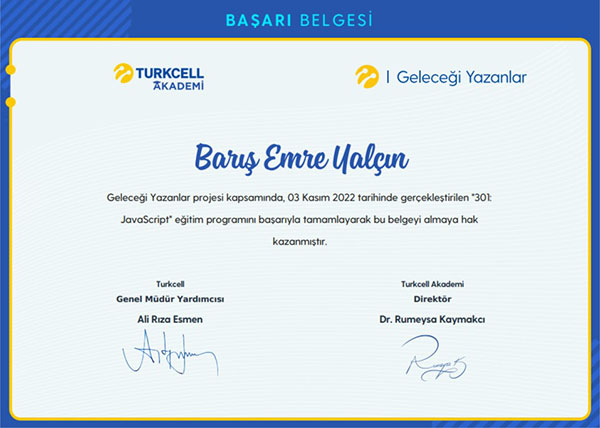 BAŞARI BELGESİ
TURKCELL
AKADEMİ
| Geleceği Yazanlar
Barış Emre Yalçın
Geleceği Yazanlar projesi kapsamında, 03 Kasım 2022 tarihinde gerçekleştirilen "301:
JavaScript" eğitim programını başarıyla tamamlayarak bu belgeyi almaya hak
kazanmıştır.
Turkcell
Genel Müdür Yardımcısı
Ali Rıza Esmen
Turkcell Akademi
Direktör
Dr. Rumeysa Kaymakcı